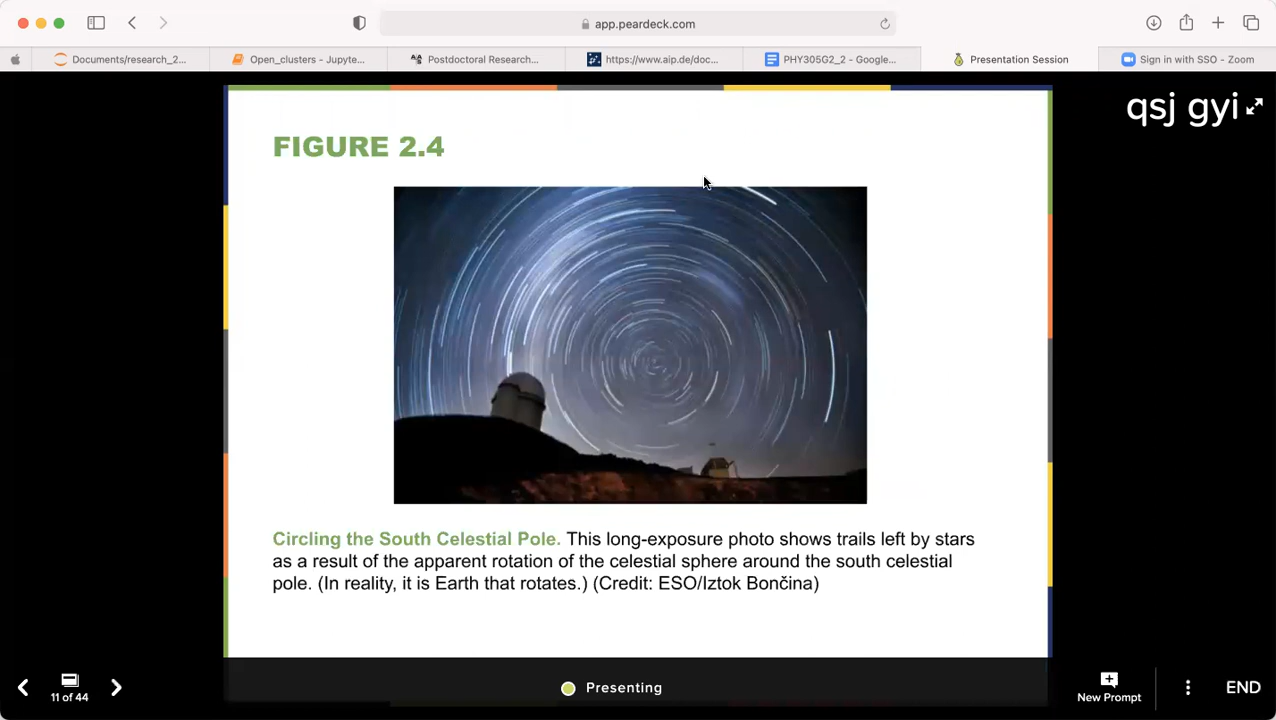 app.peardeck.com
Documents/research_2...
Open_clusters - Jupyte...
Postdoctoral Research...
https://www.aip.de/doc...
PHY305G2_2 - Google...
Presentation Session
Sign in with SSO - Zoom
qsj gyi
FIGURE 2.4
Circling the South Celestial Pole. This long-exposure photo shows trails left by stars
as a result of the apparent rotation of the celestial sphere around the south celestial
pole. (In reality, it is Earth that rotates.) (Credit: ESO/Iztok Bončina)
11 of 44
Presenting
New Prompt
END